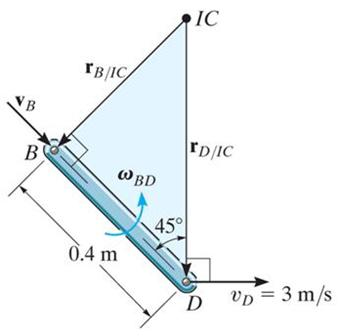 IC
r_B/IC
v_B
B
r_D/IC
ω_BD
45°
0.4 m
D
v_D = 3 m/s